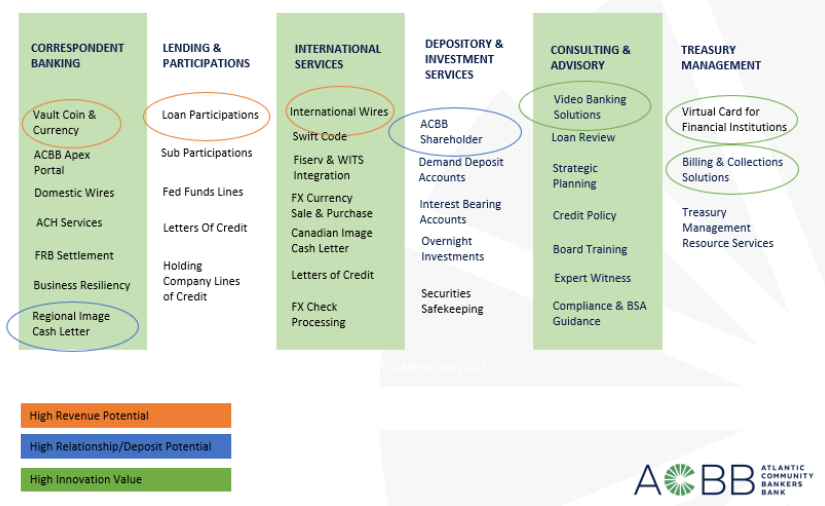 CORRESPONDENT
BANKING
Vault Coin &
Currency
ACBB Apex
Portal
Domestic Wires
ACH Services
FRB Settlement
Business Resiliency
Regional Image
Cash Letter
LENDING &
PARTICIPATIONS
Loan Participations
Sub Participations
Fed Funds Lines
Letters Of Credit
Holding
Company Lines
of Credit
INTERNATIONAL
SERVICES
International Wires
Swift Code
Fiserv & WITS
Integration
FX Currency
Sale & Purchase
Canadian Image
Cash Letter
Letters of Credit
FX Check
Processing
DEPOSITORY &
INVESTMENT
SERVICES
ACBB
Shareholder
Demand Deposit
Accounts
Interest Bearing
Accounts
Overnight
Investments
Securities
Safekeeping
CONSULTING &
ADVISORY
Video Banking
Solutions
Loan Review
Strategic
Planning
Credit Policy
Board Training
Expert Witness
Compliance & BSA
Guidance
TREASURY
MANAGEMENT
Virtual Card for
Financial Institutions
Billing & Collections
Solutions
Treasury
Management
Resource Services
ESTMENT SERVICES
High Revenue Potential
High Relationship/Deposit Potential
High Innovation Value
ACBB
ATLANTIC
COMMUNITY
BANKERS
BANK